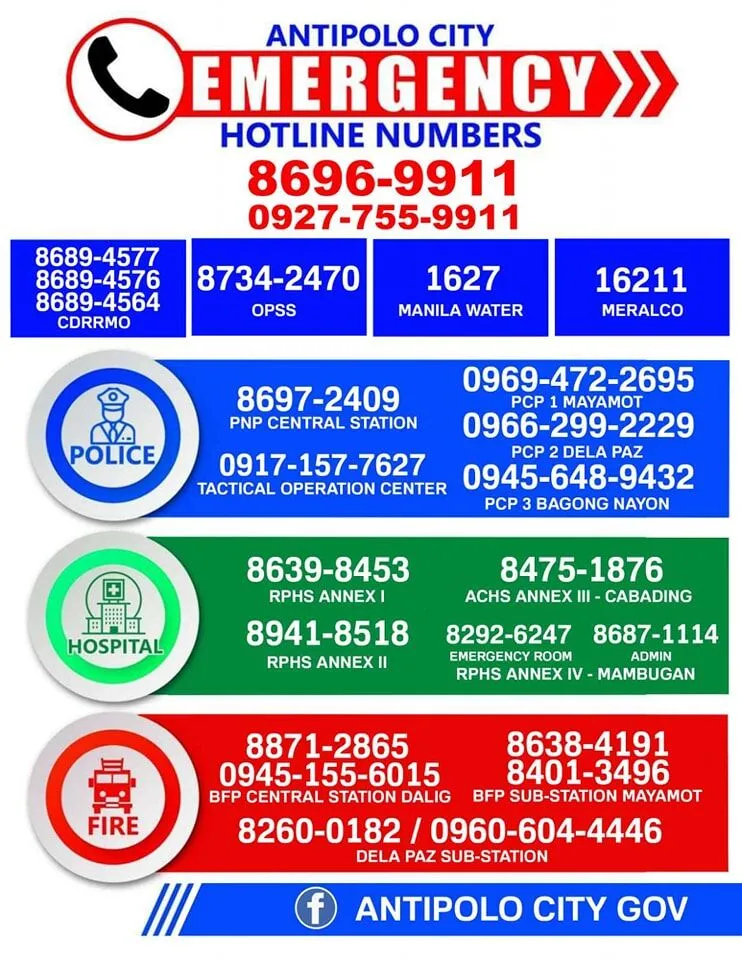 ANTIPOLO CITY
EMERGENCY
HOTLINE NUMBERS
8696-9911
0927-755-9911
8689-4577
8689-4576
8689-4564
CDRRMO
8734-2470
OPSS
1627
MANILA WATER
16211
MERALCO
POLICE
8697-2409
PNP CENTRAL STATION
0917-157-7627
TACTICAL OPERATION CENTER
0969-472-2695
PCP 1 MAYAMOT
0966-299-2229
PCP 2 DELA PAZ
0945-648-9432
PCP 3 BAGONG NAYON
HOSPITAL
8639-8453
RPHS ANNEX I
8941-8518
RPHS ANNEX II
8475-1876
ACHS ANNEX III - CABADING
8292-6247 8687-1114
EMERGENCY ROOM ADMIN
RPHS ANNEX IV - MAMBUGAN
FIRE
8871-2865
0945-155-6015
BFP CENTRAL STATION DALIG
8638-4191
8401-3496
BFP SUB-STATION MAYAMOT
8260-0182 / 0960-604-4446
DELA PAZ SUB-STATION
f ANTIPOLO CITY GOV